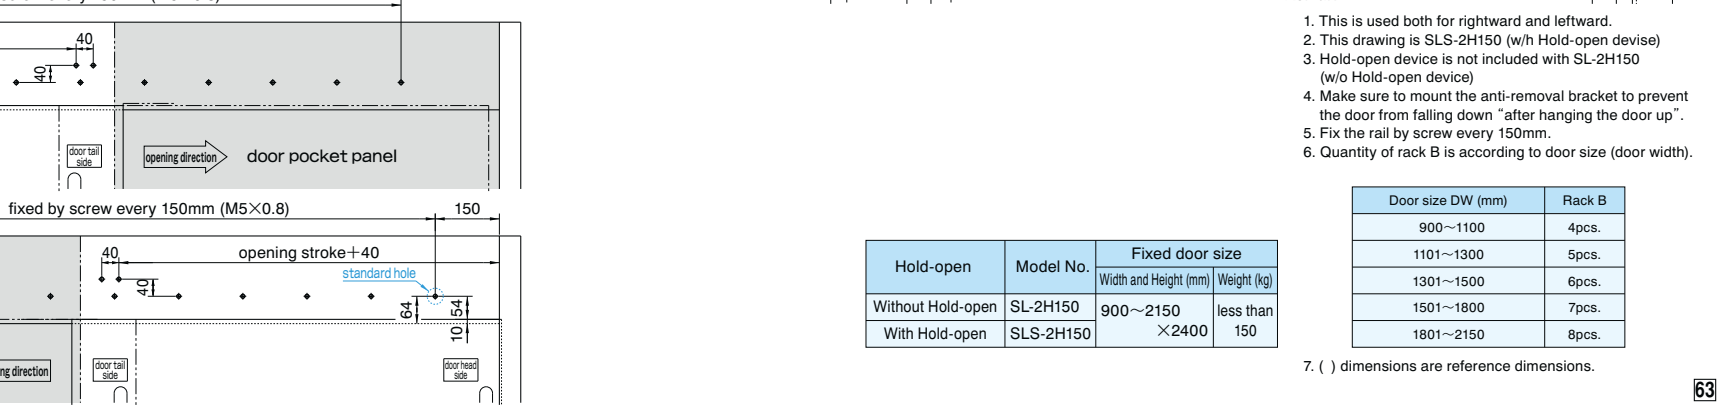 40
40
door tail
side
opening direction
door pocket panel
fixed by screw every 150mm (M5×0.8)
150
40
opening stroke+40
standard hole
40
64
54
10
ng direction
door tail
side
door head
side
Hold-open
Model No.
Fixed door size
Width and Height (mm)
Weight (kg)
Without Hold-open
SL-2H150
900〜2150
×2400
less than
150
With Hold-open
SLS-2H150
1. This is used both for rightward and leftward.
2. This drawing is SLS-2H150 (w/h Hold-open devise)
3. Hold-open device is not included with SL-2H150
(w/o Hold-open device)
4. Make sure to mount the anti-removal bracket to prevent
the door from falling down “after hanging the door up”.
5. Fix the rail by screw every 150mm.
6. Quantity of rack B is according to door size (door width).
Door size DW (mm)
Rack B
900〜1100
4pcs.
1101〜1300
5pcs.
1301〜1500
6pcs.
1501〜1800
7pcs.
1801〜2150
8pcs.
7. ( ) dimensions are reference dimensions.
63